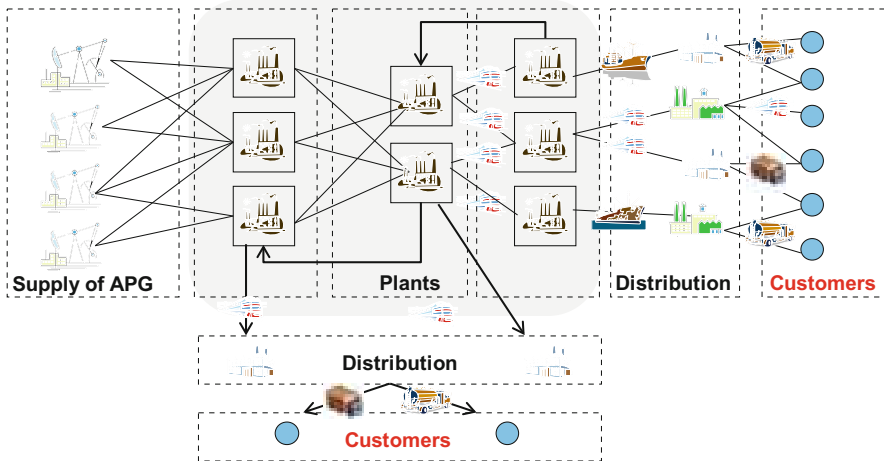 Supply of APG
Plants
Distribution
Customers
Distribution
Customers